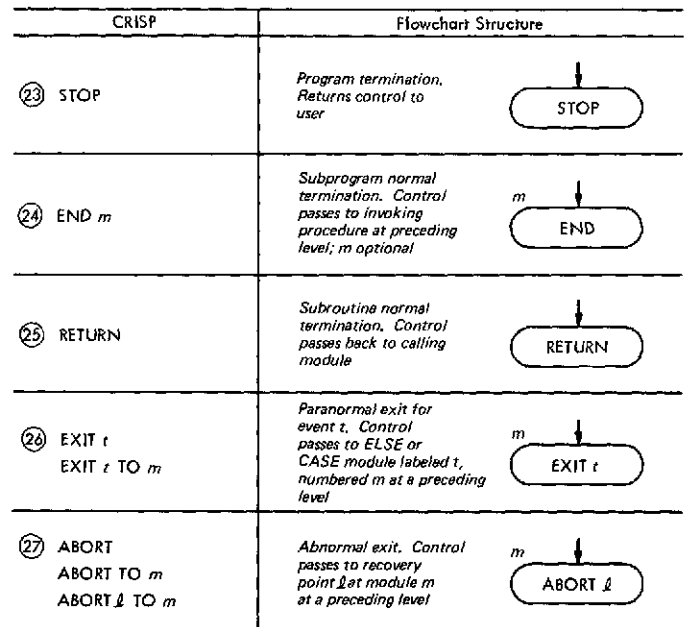 CRISP
Flowchart Structure
23 STOP
Program termination.
Returns control to
user
STOP
24 END m
Subprogram normal
termination. Control
passes to invoking
procedure at preceding
level; m optional
m
END
25 RETURN
Subroutine normal
termination. Control
passes back to calling
module
RETURN
26 EXIT t
EXIT t TO m
Paranormal exit for
event t. Control
passes to ELSE or
CASE module labeled t,
numbered m at a preceding
level
m
EXIT t
27 ABORT
ABORT TO m
ABORT ℓ TO m
Abnormal exit. Control
passes to recovery
point ℓ at module m
at a preceding level
m
ABORT ℓ